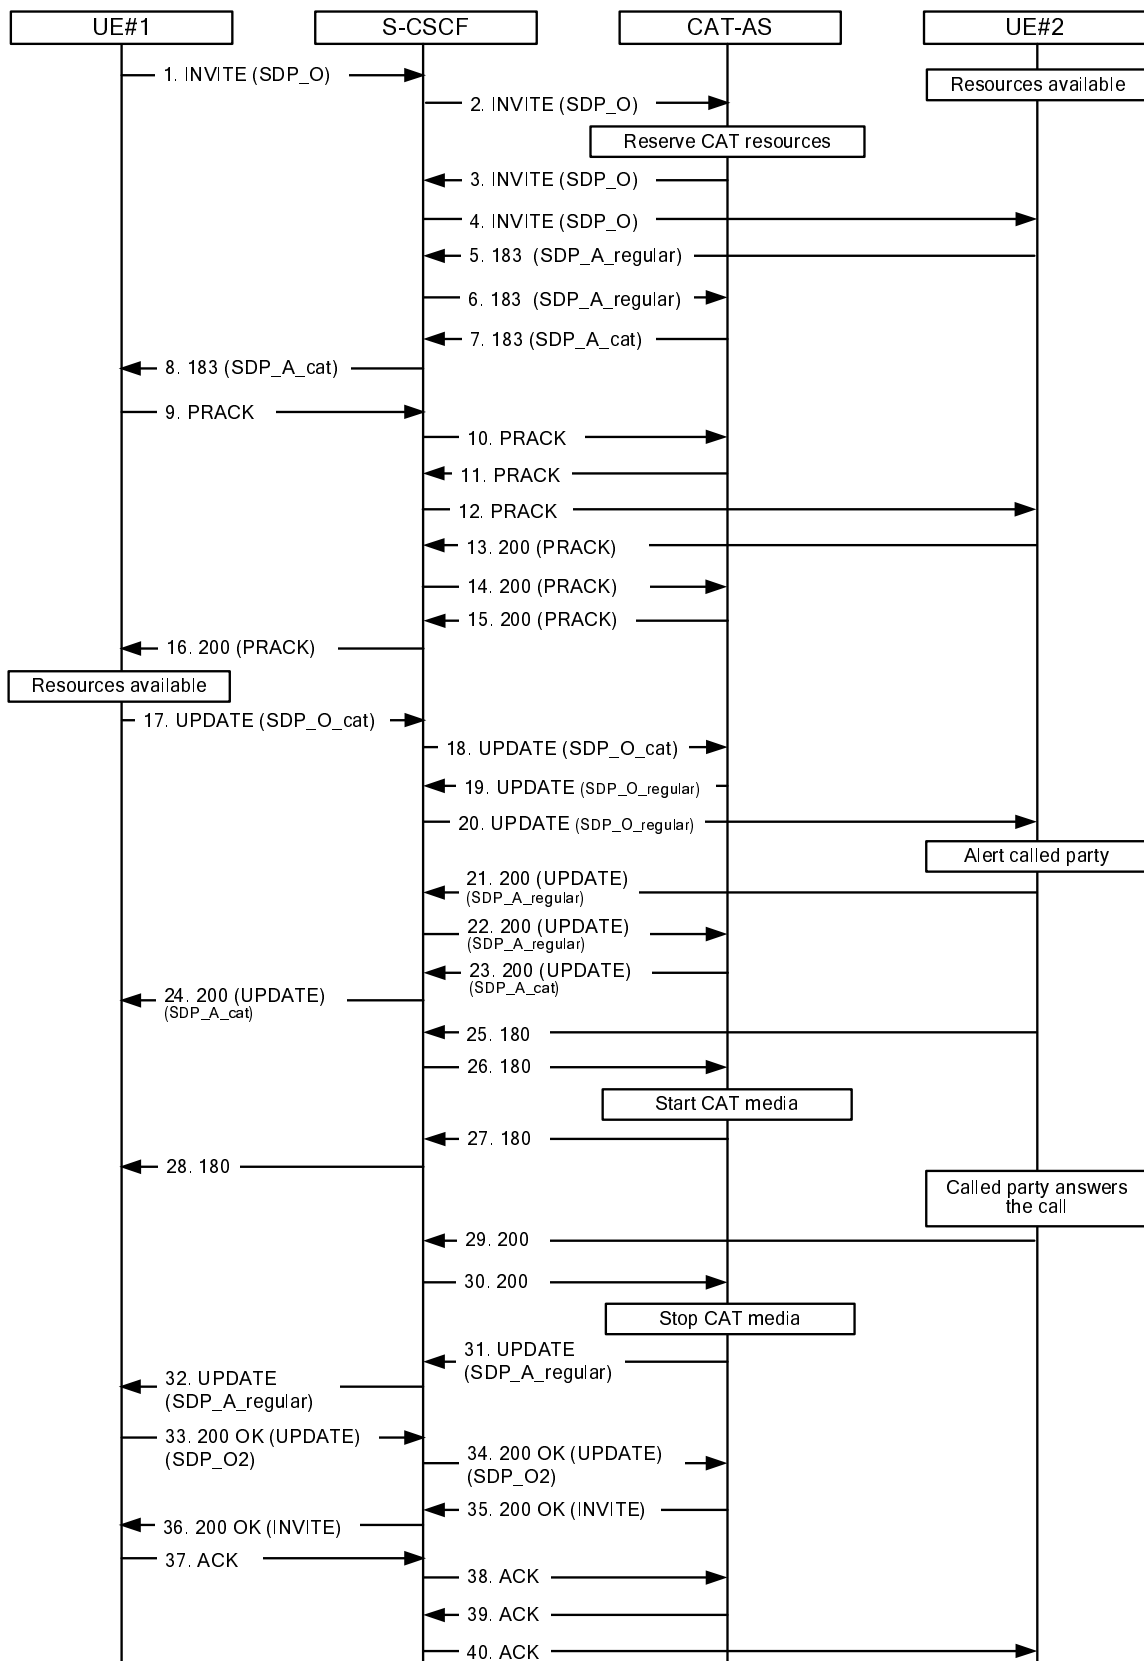 UE#1
S-CSCF
CAT-AS
UE#2
1. INVITE (SDP_O)
Resources available
2. INVITE (SDP_O)
Reserve CAT resources
3. INVITE (SDP_O)
4. INVITE (SDP_O)
5. 183 (SDP_A_regular)
6. 183 (SDP_A_regular)
7. 183 (SDP_A_cat)
8. 183 (SDP_A_cat)
9. PRACK
10. PRACK
11. PRACK
12. PRACK
13. 200 (PRACK)
14. 200 (PRACK)
15. 200 (PRACK)
16. 200 (PRACK)
Resources available
17. UPDATE (SDP_O_cat)
18. UPDATE (SDP_O_cat)
19. UPDATE (SDP_O_regular)
20. UPDATE (SDP_O_regular)
Alert called party
21. 200 (UPDATE)
(SDP_A_regular)
22. 200 (UPDATE)
(SDP_A_regular)
23. 200 (UPDATE)
(SDP_A_cat)
24. 200 (UPDATE)
(SDP_A_cat)
25. 180
26. 180
Start CAT media
27. 180
28. 180
Called party answers
the call
29. 200
30. 200
Stop CAT media
31. UPDATE
(SDP_A_regular)
32. UPDATE
(SDP_A_regular)
33. 200 OK (UPDATE)
(SDP_O2)
34. 200 OK (UPDATE)
(SDP_O2)
35. 200 OK (INVITE)
36. 200 OK (INVITE)
37. ACK
38. ACK
39. ACK
40. ACK